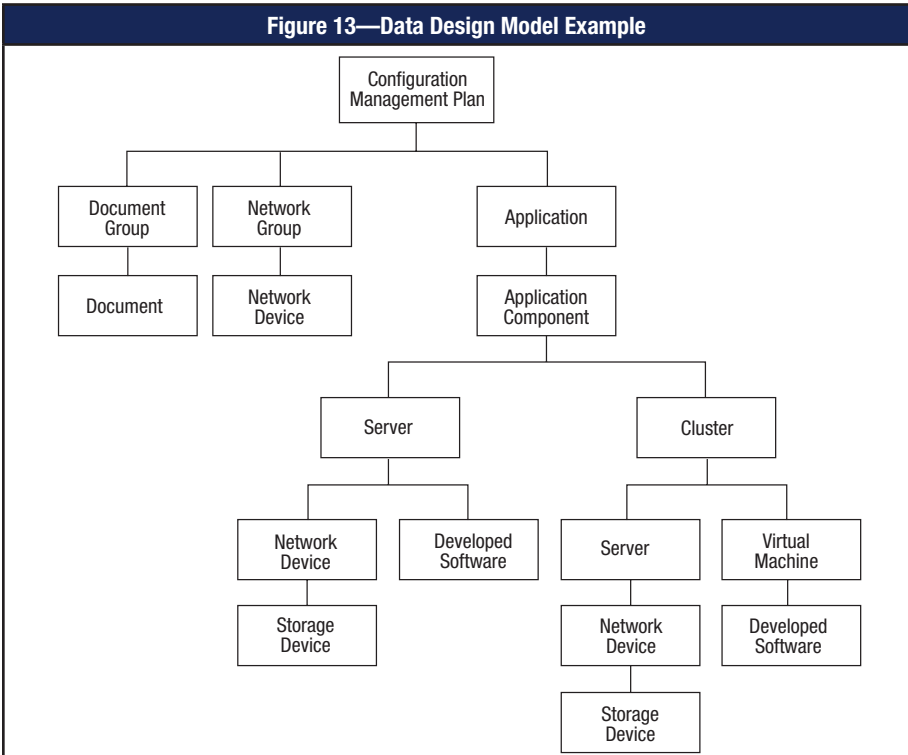 Figure 13—Data Design Model Example
Configuration
Management Plan
Document
Group
Network
Group
Application
Document
Network
Device
Application
Component
Server
Cluster
Network
Device
Developed
Software
Server
Virtual
Machine
Storage
Device
Network
Device
Developed
Software
Storage
Device